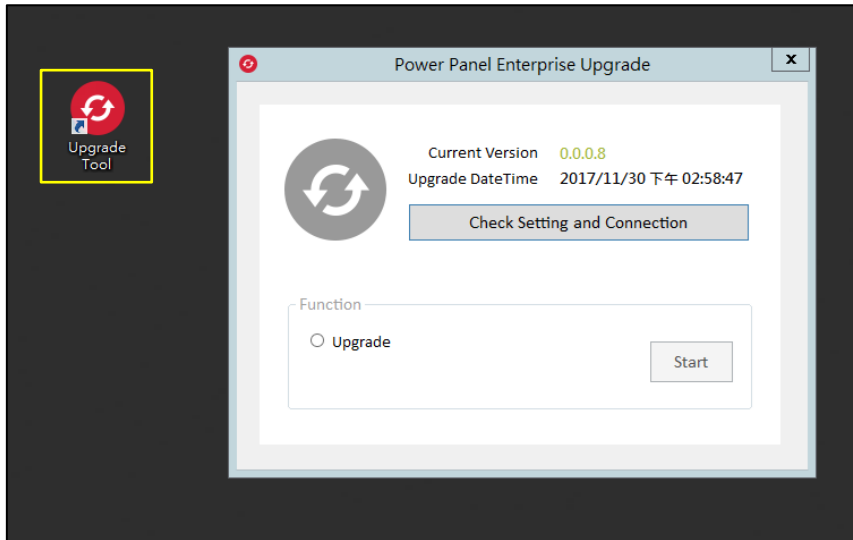 Upgrade
Tool
Power Panel Enterprise Upgrade
x
Current Version 0.0.0.8
Upgrade DateTime 2017/11/30 下午 02:58:47
Check Setting and Connection
Function
Upgrade
Start